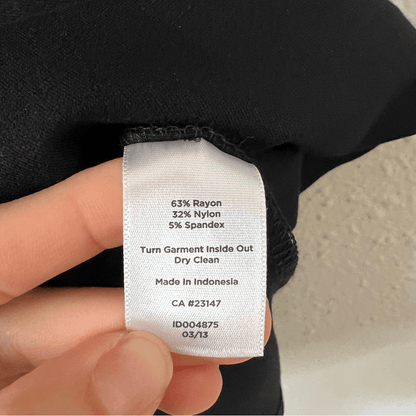 63% Rayon
32% Nylon
5% Spandex
Turn Garment Inside Out
Dry Clean
Made in Indonesia
CA #23147
ID004875
03/13